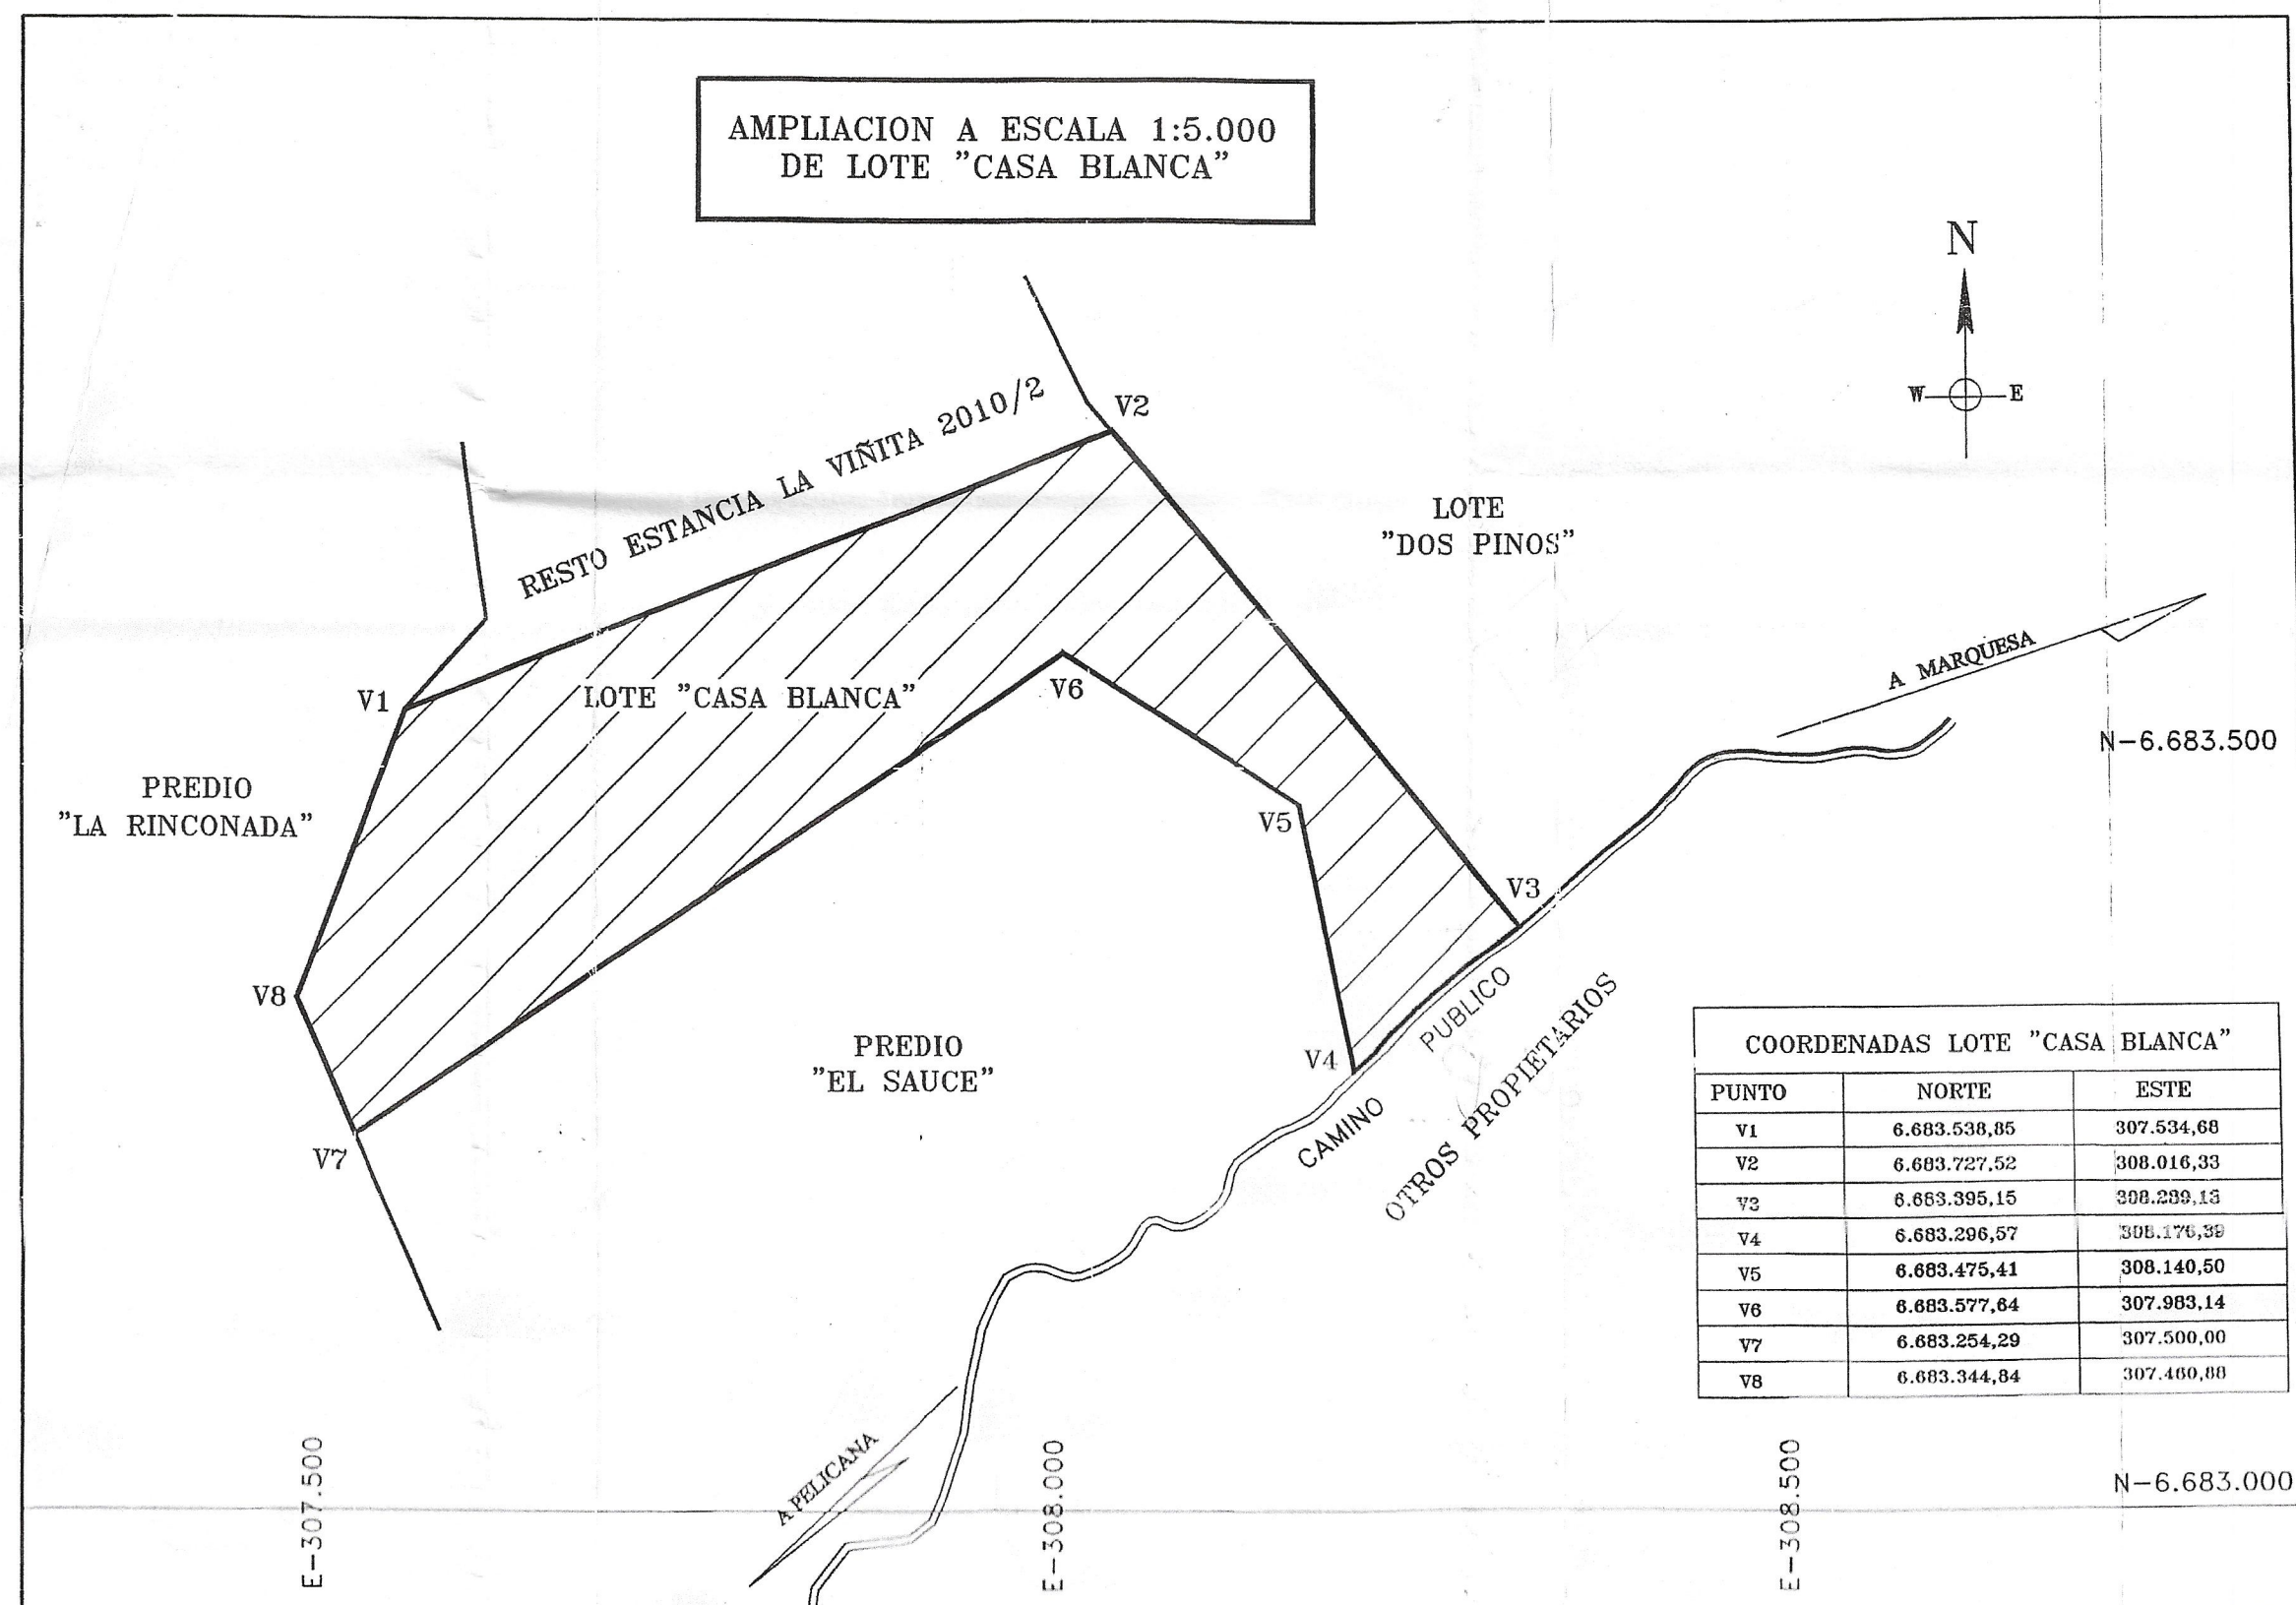 AMPLIACION A ESCALA 1:5.000
DE LOTE "CASA BLANCA"
N
W E
V2
RESTO ESTANCIA LA VIÑITA 2010/2
LOTE
"DOS PINOS"
A MARQUESA
V1
LOTE "CASA BLANCA"
V6
N-6.683.500
PREDIO
"LA RINCONADA"
V5
V3
V8
PUBLICO
OTROS PROPIETARIOS
PREDIO
"EL SAUCE"
V4
CAMINO
V7
COORDENADAS LOTE "CASA BLANCA"
PUNTO NORTE ESTE
V1 6.683.538,85 307.534,68
V2 6.683.727,52 308.016,33
V3 6.683.395,15
V4 6.683.296,57 308.176,39
V5 6.683.475,41 308.140,50
V6 6.683.577,64 307.983,14
V7 6.683.254,29 307.500,00
V8 6.683.344,84 307.460,88
A PELICANA
E-307.500
E-308.000
E-308.500
N-6.683.000